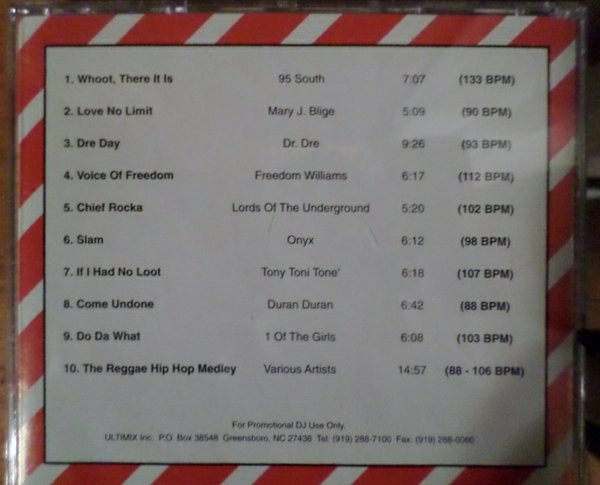 1. Whoot, There It Is 95 South 7:07 (133 BPM)
2. Love No Limit Mary J. Blige 5:09 (90 BPM)
3. Dre Day Dr. Dre 9:26 (93 BPM)
4. Voice Of Freedom Freedom Williams 6:17 (112 BPM)
5. Chief Rocka Lords Of The Underground 5:20 (102 BPM)
6. Slam Onyx 6:12 (98 BPM)
7. If I Had No Loot Tony Toni Tone' 6:18 (107 BPM)
8. Come Undone Duran Duran 6:42 (88 BPM)
9. Do Da What 1 Of The Girls 6:08 (103 BPM)
10. The Reggae Hip Hop Medley Various Artists 14:57 (88 - 106 BPM)
For Promotional DJ Use Only.
ULTIMIX Inc. P.O. Box 38548 Greensboro, NC 27438 Tel: (919) 288-7100 Fax: (919) 288-0060